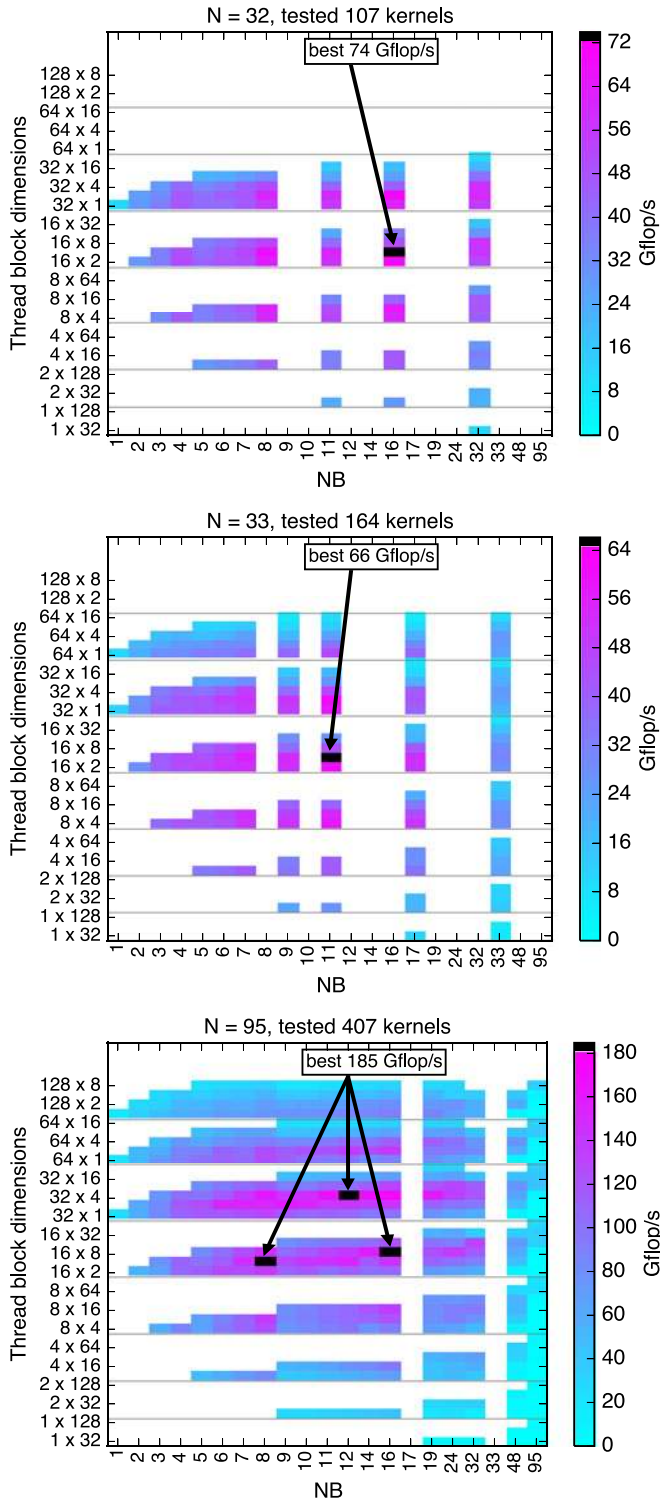 N = 32, tested 107 kernels
best 74 Gflop/s
Thread block dimensions
128 x 8
128 x 2
64 x 16
64 x 4
64 x 1
32 x 16
32 x 4
32 x 1
16 x 32
16 x 8
16 x 2
8 x 64
8 x 16
8 x 4
4 x 64
4 x 16
2 x 128
2 x 32
1 x 128
1 x 32
1 2 3 4 5 6 7 8 9 10 11 12 14 16 17 19 24 32 33 48 95
NB
72
64
56
48
40
32
24
16
8
0
Gflop/s
N = 33, tested 164 kernels
best 66 Gflop/s
Thread block dimensions
128 x 8
128 x 2
64 x 16
64 x 4
64 x 1
32 x 16
32 x 4
32 x 1
16 x 32
16 x 8
16 x 2
8 x 64
8 x 16
8 x 4
4 x 64
4 x 16
2 x 128
2 x 32
1 x 128
1 x 32
1 2 3 4 5 6 7 8 9 10 11 12 14 16 17 19 24 32 33 48 95
NB
64
56
48
40
32
24
16
8
0
Gflop/s
N = 95, tested 407 kernels
best 185 Gflop/s
Thread block dimensions
128 x 8
128 x 2
64 x 16
64 x 4
64 x 1
32 x 16
32 x 4
32 x 1
16 x 32
16 x 8
16 x 2
8 x 64
8 x 16
8 x 4
4 x 64
4 x 16
2 x 128
2 x 32
1 x 128
1 x 32
1 2 3 4 5 6 7 8 9 10 11 12 14 16 17 19 24 32 33 48 95
NB
180
160
140
120
100
80
60
40
20
0
Gflop/s